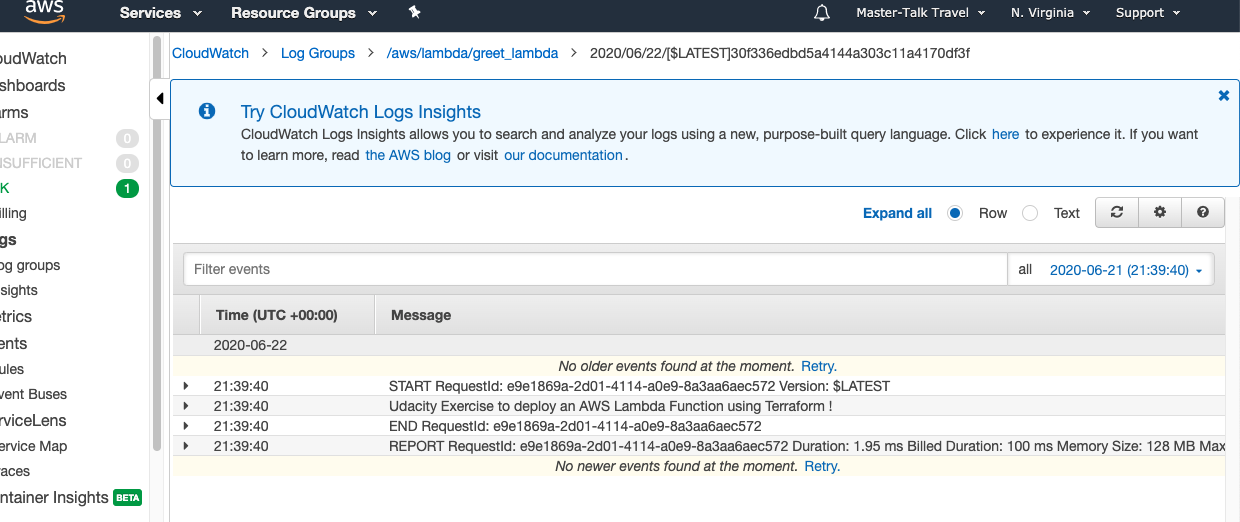 aws Services Resource Groups Master-Talk Travel N. Virginia Support
CloudWatch > Log Groups > /aws/lambda/greet_lambda > 2020/06/22/[$LATEST]30f336edbd5a4144a303c11a4170df3f
oudWatch
shboards
rms
LARM 0
NSUFFICIENT 0
K 1
illing
gs
og groups
sights
etrics
ents
ules
vent Buses
rviceLens
ervice Map
aces
ntainer Insights BETA
Try CloudWatch Logs Insights
CloudWatch Logs Insights allows you to search and analyze your logs using a new, purpose-built query language. Click here to experience it. If you want
to learn more, read the AWS blog or visit our documentation.
Expand all Row Text
Filter events all 2020-06-21 (21:39:40)
Time (UTC +00:00) Message
2020-06-22
No older events found at the moment. Retry.
21:39:40 START RequestId: e9e1869a-2d01-4114-a0e9-8a3aa6aec572 Version: $LATEST
21:39:40 Udacity Exercise to deploy an AWS Lambda Function using Terraform !
21:39:40 END RequestId: e9e1869a-2d01-4114-a0e9-8a3aa6aec572
21:39:40 REPORT RequestId: e9e1869a-2d01-4114-a0e9-8a3aa6aec572 Duration: 1.95 ms Billed Duration: 100 ms Memory Size: 128 MB Max
No newer events found at the moment. Retry.